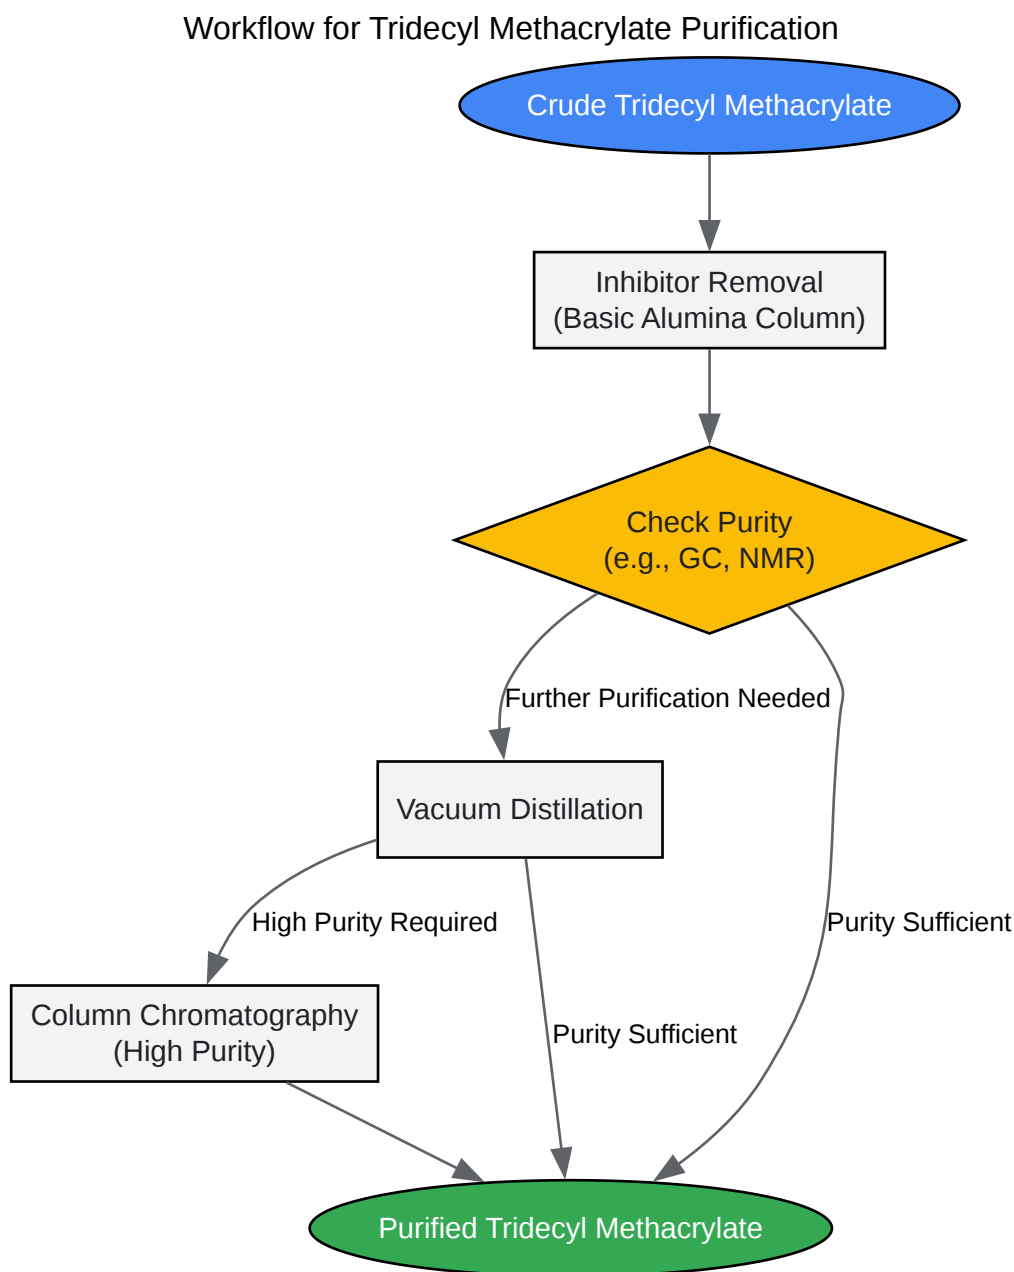 Workflow for Tridecyl Methacrylate Purification
Crude Tridecyl Methacrylate
Inhibitor Removal
(Basic Alumina Column)
Check Purity
(e.g., GC, NMR)
Further Purification Needed
Vacuum Distillation
High Purity Required
Purity Sufficient
Column Chromatography
(High Purity)
Purity Sufficient
Purified Tridecyl Methacrylate